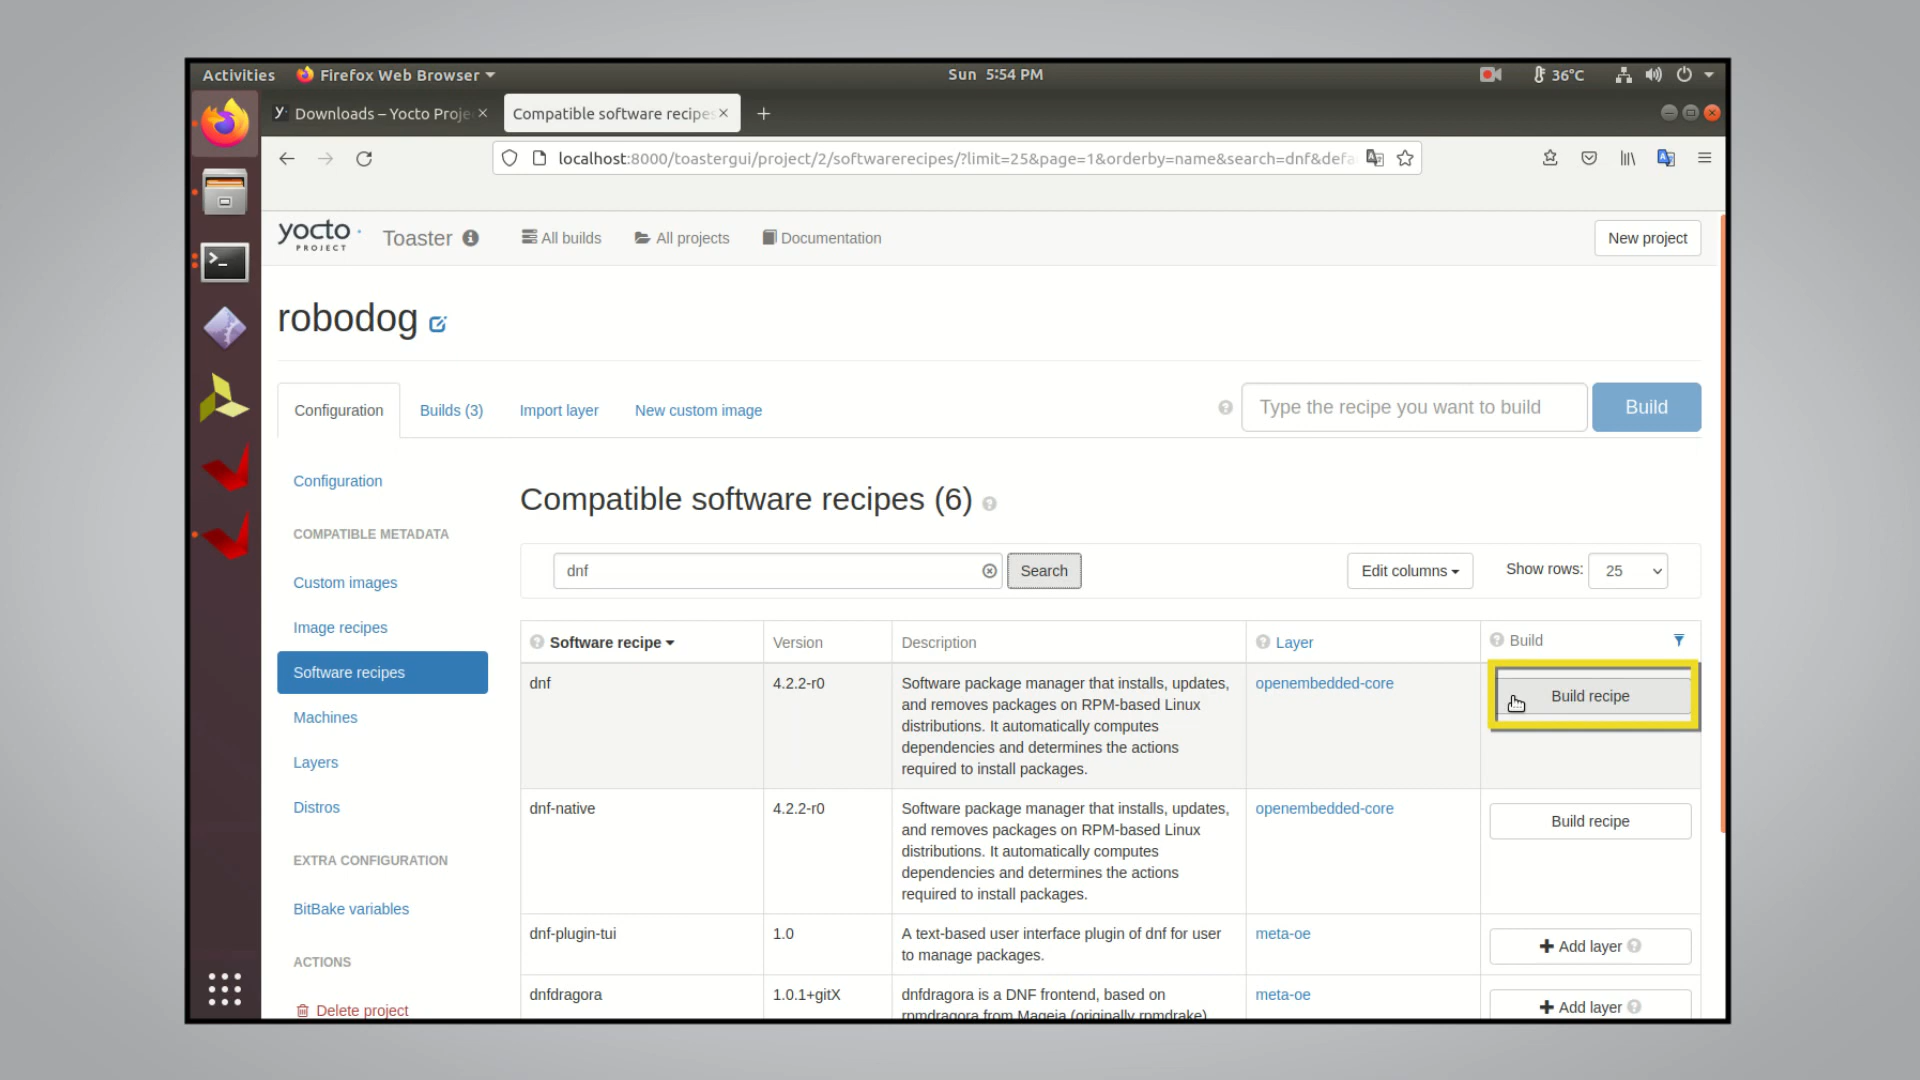 Activities Firefox Web Browser Sun 5:54 PM 36°C
Downloads – Yocto Proje Compatible software recipes
localhost:8000/toastergui/project/2/softwarerecipes/?limit=25&page=1&orderby=name&search=dnf&defa
yocto PROJECT Toaster All builds All projects Documentation New project
robodog
Configuration Builds (3) Import layer New custom image Type the recipe you want to build Build
Configuration
COMPATIBLE METADATA
Custom images
Image recipes
Software recipes
Machines
Layers
Distros
EXTRA CONFIGURATION
BitBake variables
ACTIONS
Delete project
Compatible software recipes (6)
dnf Search Edit columns Show rows: 25
Software recipe Version Description Layer Build
dnf 4.2.2-r0 Software package manager that installs, updates, openembedded-core Build recipe
and removes packages on RPM-based Linux
distributions. It automatically computes
dependencies and determines the actions
required to install packages.
dnf-native 4.2.2-r0 Software package manager that installs, updates, openembedded-core Build recipe
and removes packages on RPM-based Linux
distributions. It automatically computes
dependencies and determines the actions
required to install packages.
dnf-plugin-tui 1.0 A text-based user interface plugin of dnf for user meta-oe Add layer
to manage packages.
dnfdragora 1.0.1+gitX dnfdragora is a DNF frontend, based on meta-oe Add layer
rpmdrake from Mageia (originally rpmdrake)